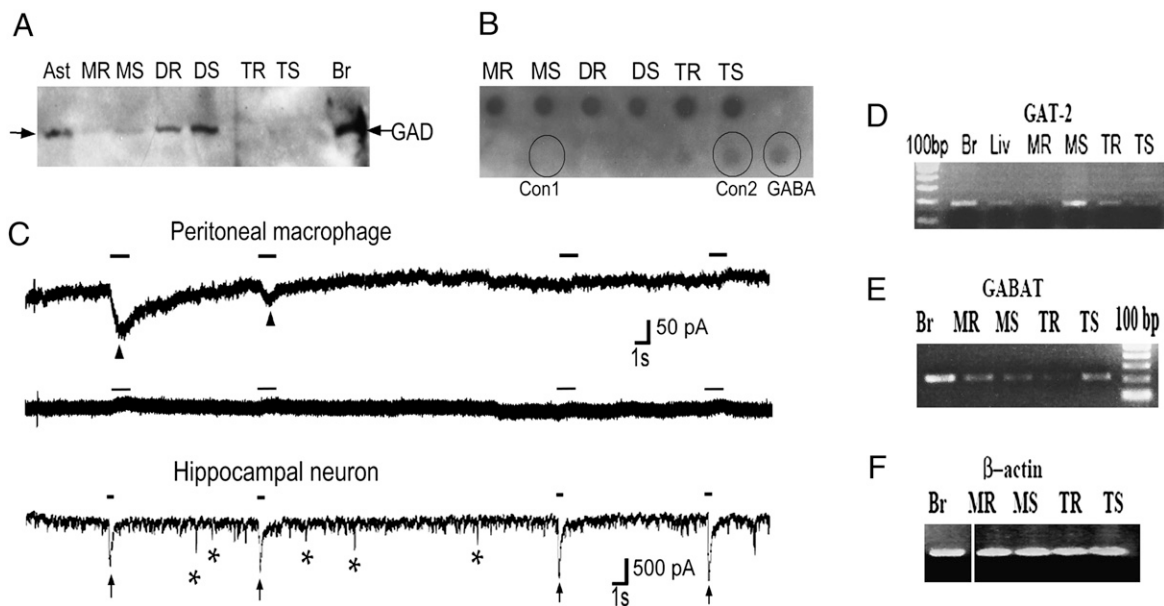 A
Ast MR MS DR DS TR TS Br
GAD
B
MR MS DR DS TR TS
Con1 Con2 GABA
C
Peritoneal macrophage
50 pA
1s
Hippocampal neuron
* * * * *
500 pA
1s
D
GAT-2
100bp Br Liv MR MS TR TS
E
GABAT
Br MR MS TR TS 100 bp
F
β-actin
Br MR MS TR TS